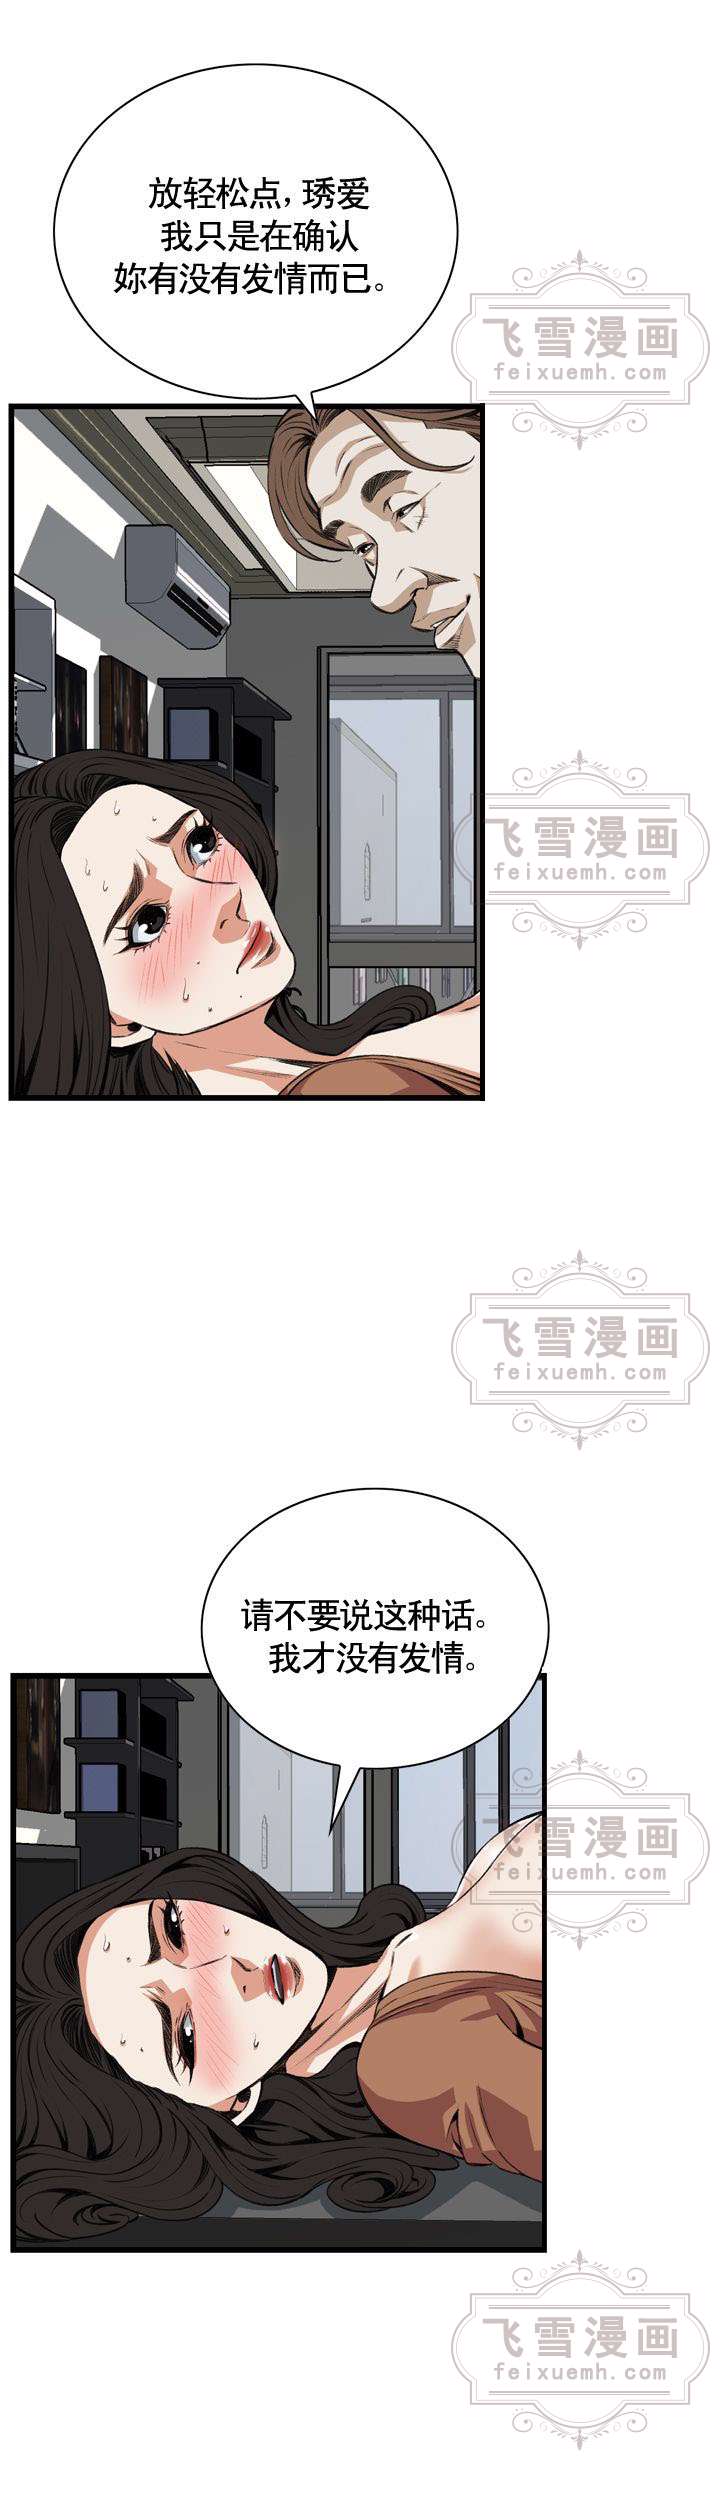 放轻松点，琇爱
我只是在确认
妳有没有发情而已。
飞雪漫画
feixuemh.com
飞雪漫画
feixuemh.com
飞雪漫画
feixuemh.com
请不要说这种话。
我才没有发情。
飞雪漫画
feixuemh.com
飞雪漫画
feixuemh.com